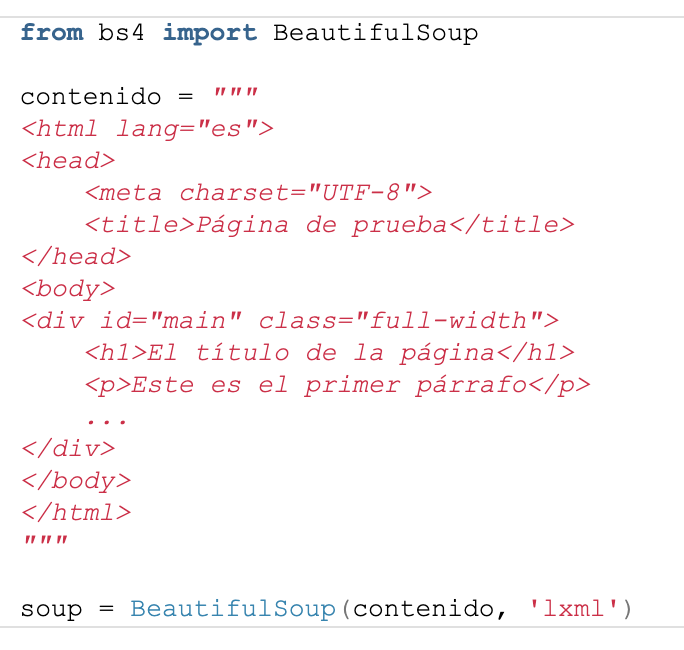 from bs4 import BeautifulSoup
contenido = """
<html lang="es">
<head>
    <meta charset="UTF-8">
    <title>Página de prueba</title>
</head>
<body>
<div id="main" class="full-width">
    <h1>El título de la página</h1>
    <p>Este es el primer párrafo</p>
    ...
</div>
</body>
</html>
"""
soup = BeautifulSoup(contenido, 'lxml')